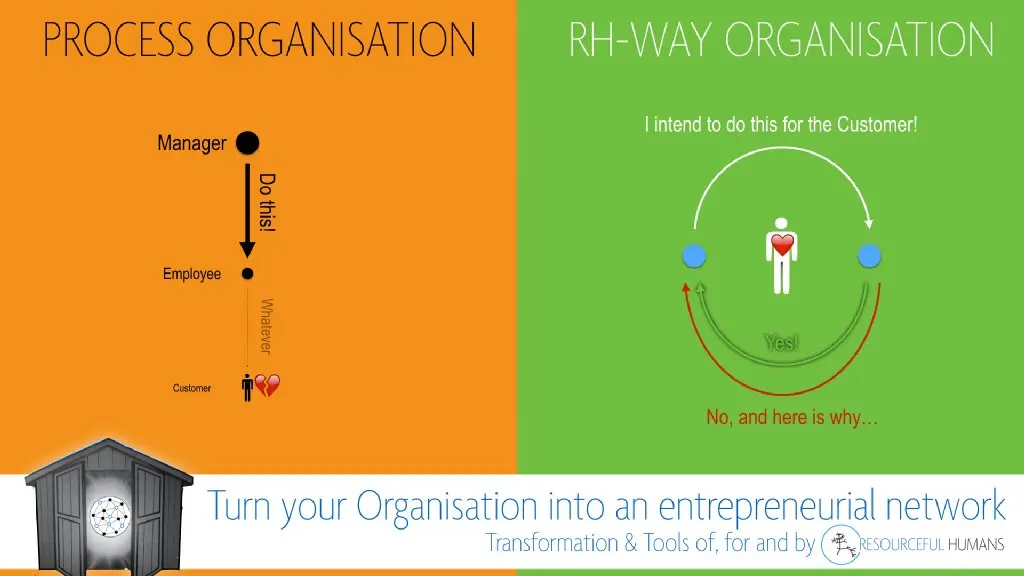 PROCESS ORGANISATION
Manager
Do this!
Employee
Whatever
Customer
RH-WAY ORGANISATION
I intend to do this for the Customer!
Yes!
No, and here is why…
Turn your Organisation into an entrepreneurial network
Transformation & Tools of, for and by RESOURCEFUL HUMANS